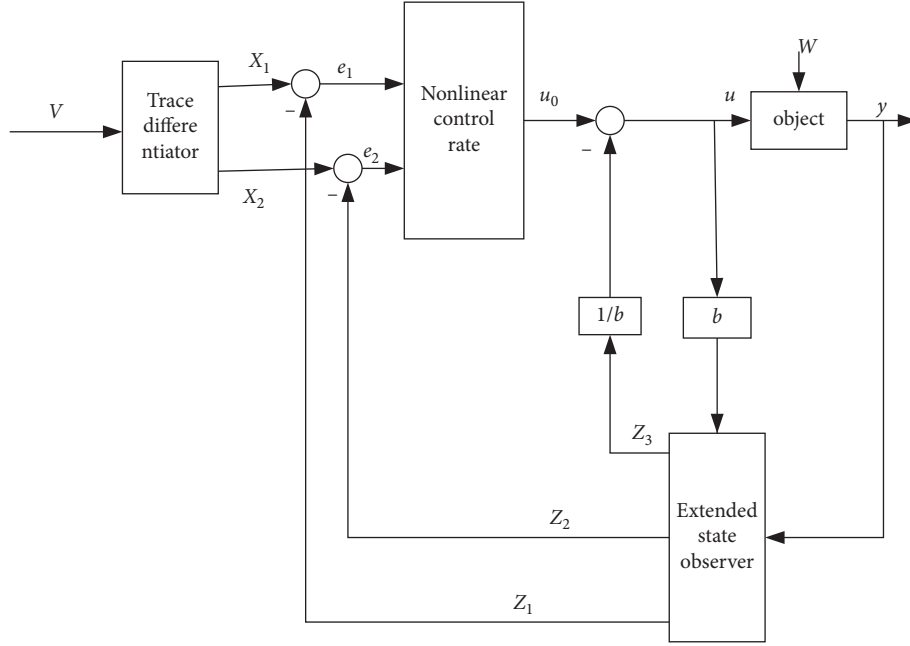 V
Trace
differe
ntiator
X₁
X₂
–
–
e₁
e₂
Nonlinear
control
rate
u₀
–
u
W
object
y
1/b
b
Z₃
Z₂
Z₁
Extended
state
observer